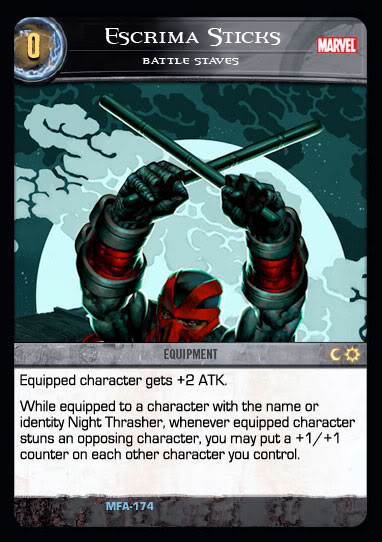 0
Escrima Sticks
MARVEL
BATTLE STAVES
EQUIPMENT
Equipped character gets +2 ATK.
While equipped to a character with the name or
identity Night Thrasher, whenever equipped character
stuns an opposing character, you may put a +1/+1
counter on each other character you control.
MFA-174